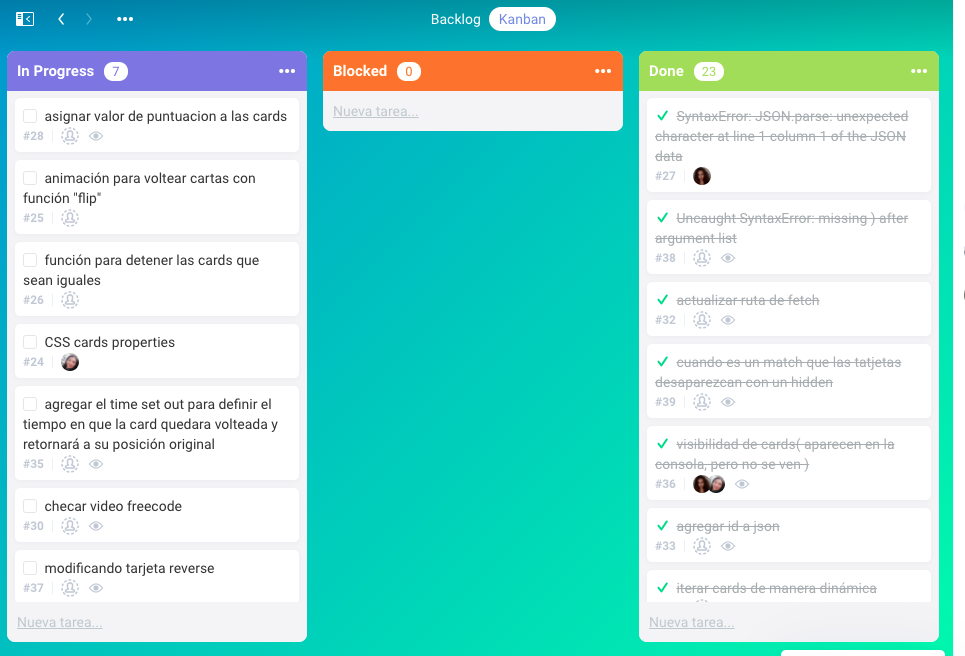 Backlog Kanban
In Progress 7
asignar valor de puntuacion a las cards
#28
animación para voltear cartas con
función "flip"
#25
función para detener las cards que
sean iguales
#26
CSS cards properties
#24
agregar el time set out para definir el
tiempo en que la card quedara volteada y
retornará a su posición original
#35
checar video freecode
#30
modificando tarjeta reverse
#37
Nueva tarea...
Blocked 0
Nueva tarea...
Done 23
SyntaxError: JSON.parse: unexpected
character at line 1 column 1 of the JSON
data
#27
Uncaught SyntaxError: missing ) after
argument list
#38
actualizar ruta de fetch
#32
cuando es un match que las tatjetas
desaparezcan con un hidden
#39
visibilidad de cards( aparecen en la
consola, pero no se ven )
#36
agregar id a json
#33
iterar cards de manera dinámica
Nueva tarea...